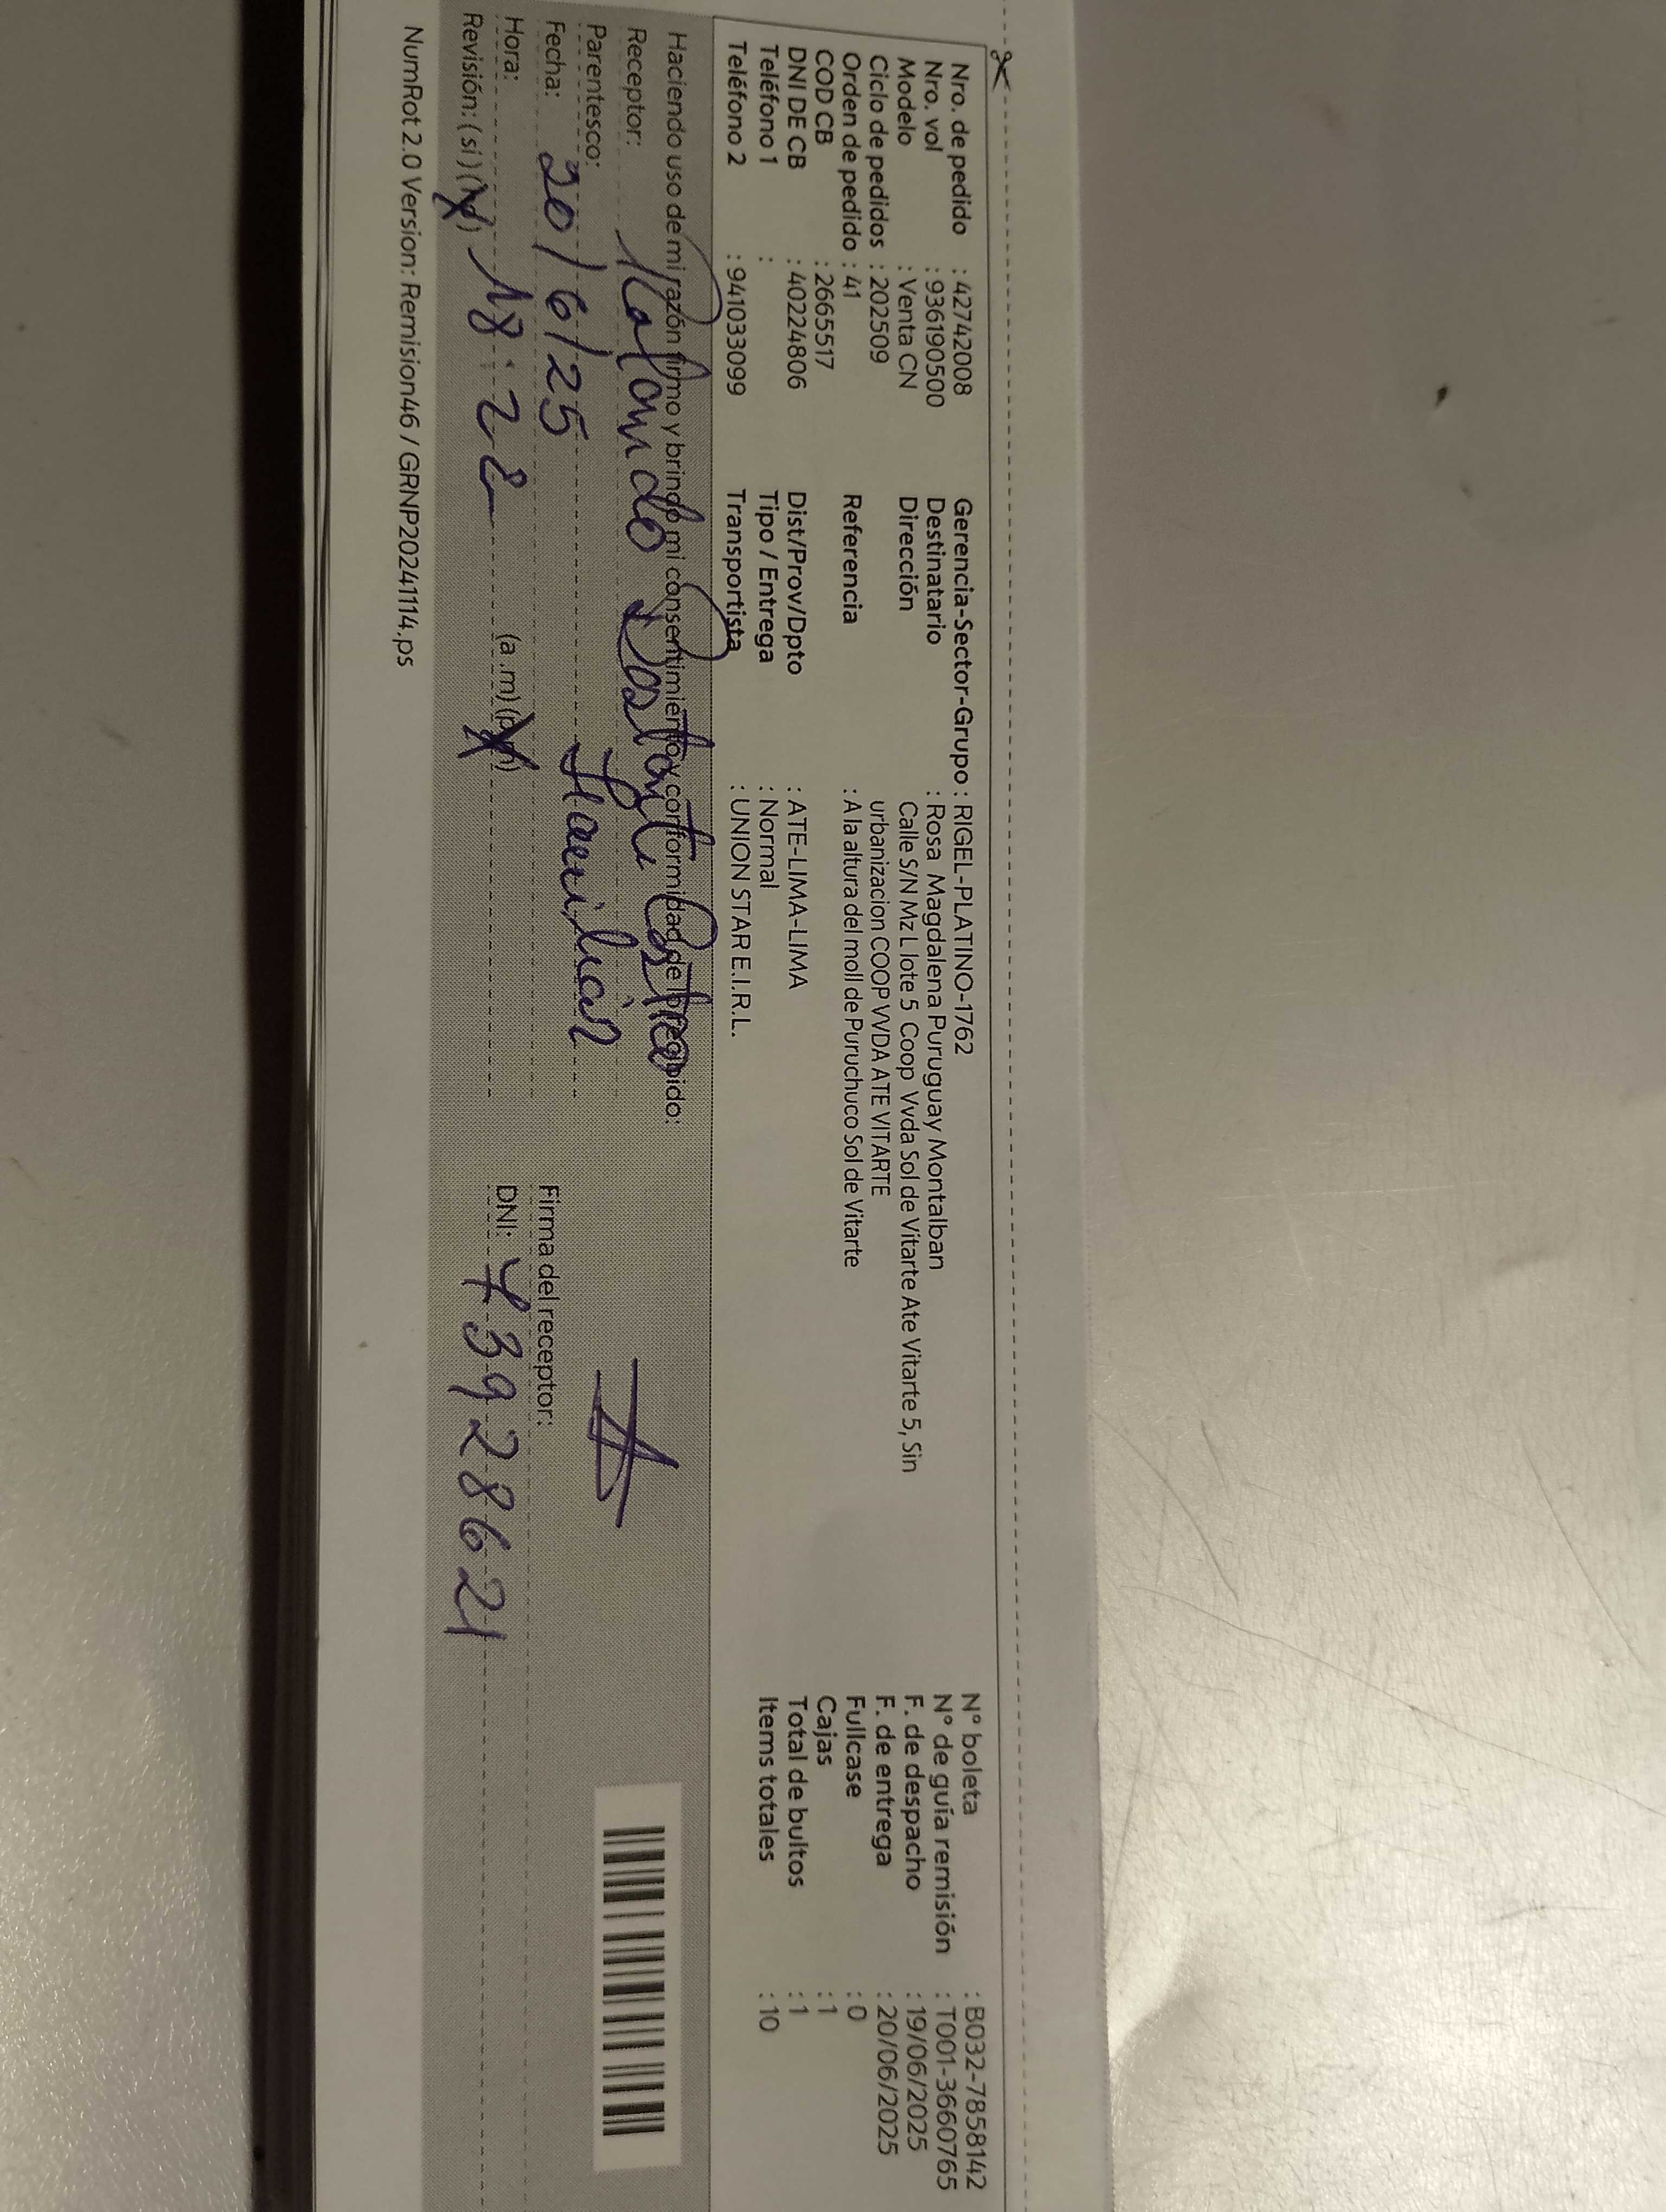 Nro. de pedido : 42742008 Gerencia-Sector-Grupo : RIGEL-PLATINO-1762 N° boleta : B032-7858142
Nro. vol : 936190500 Destinatario : Rosa Magdalena Puruguay Montalban N° de guía remisión : T001-3660765
Modelo : Venta CN Dirección Calle S/N Mz L lote 5 Coop Vvda Sol de Vitarte Ate Vitarte 5, Sin F. de despacho : 19/06/2025
Ciclo de pedidos : 202509 urbanizacion COOP VVDA ATE VITARTE F. de entrega : 20/06/2025
Orden de pedido : 41 Referencia : A la altura del moll de Puruchuco Sol de Vitarte Fullcase : 0
COD CB : 2665517 Cajas : 1
DNI DE CB : 40224806 Dist/Prov/Dpto : ATE-LIMA-LIMA Total de bultos : 1
Teléfono 1 : Tipo / Entrega : Normal Items totales : 10
Teléfono 2 : 941033099 Transportista : UNION STAR E.I.R.L.
Haciendo uso de mi razón firmo y brindo mi consentimiento y conformidad de lo recibido:
Receptor:
Parentesco: Familiar
Fecha: 20/6/25 Firma del receptor:
Hora: 18:22 (a.m) (p.m) DNI: 73928621
Revisión: (si) (no)
NumRot 2.0 Version: Remision46 / GRNP20241114.ps